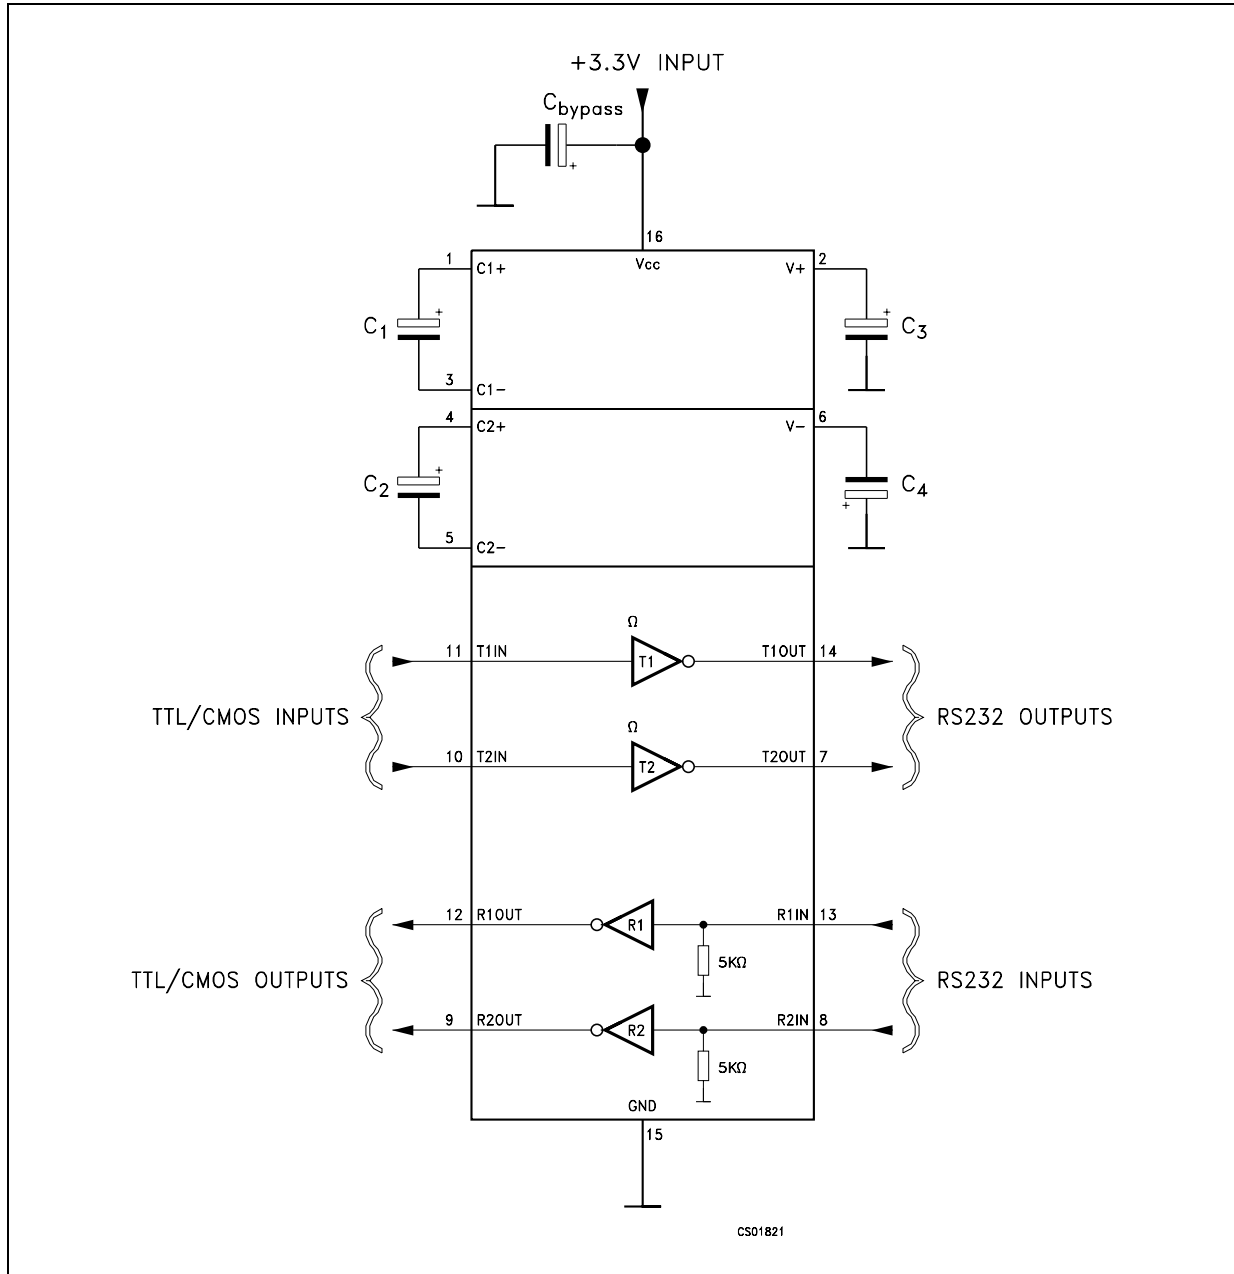 +3.3V INPUT
Cbypass
16
Vcc
1
C1+
V+
2
C1
C3
3
C1-
4
C2+
V-
6
C2
C4
5
C2-
Ω
11
T1IN
T1
T1OUT
14
TTL/CMOS INPUTS
RS232 OUTPUTS
Ω
10
T2IN
T2
T2OUT
7
12
R1OUT
R1
R1IN
13
5KΩ
TTL/CMOS OUTPUTS
RS232 INPUTS
9
R2OUT
R2
R2IN
8
5KΩ
GND
15
CS01821